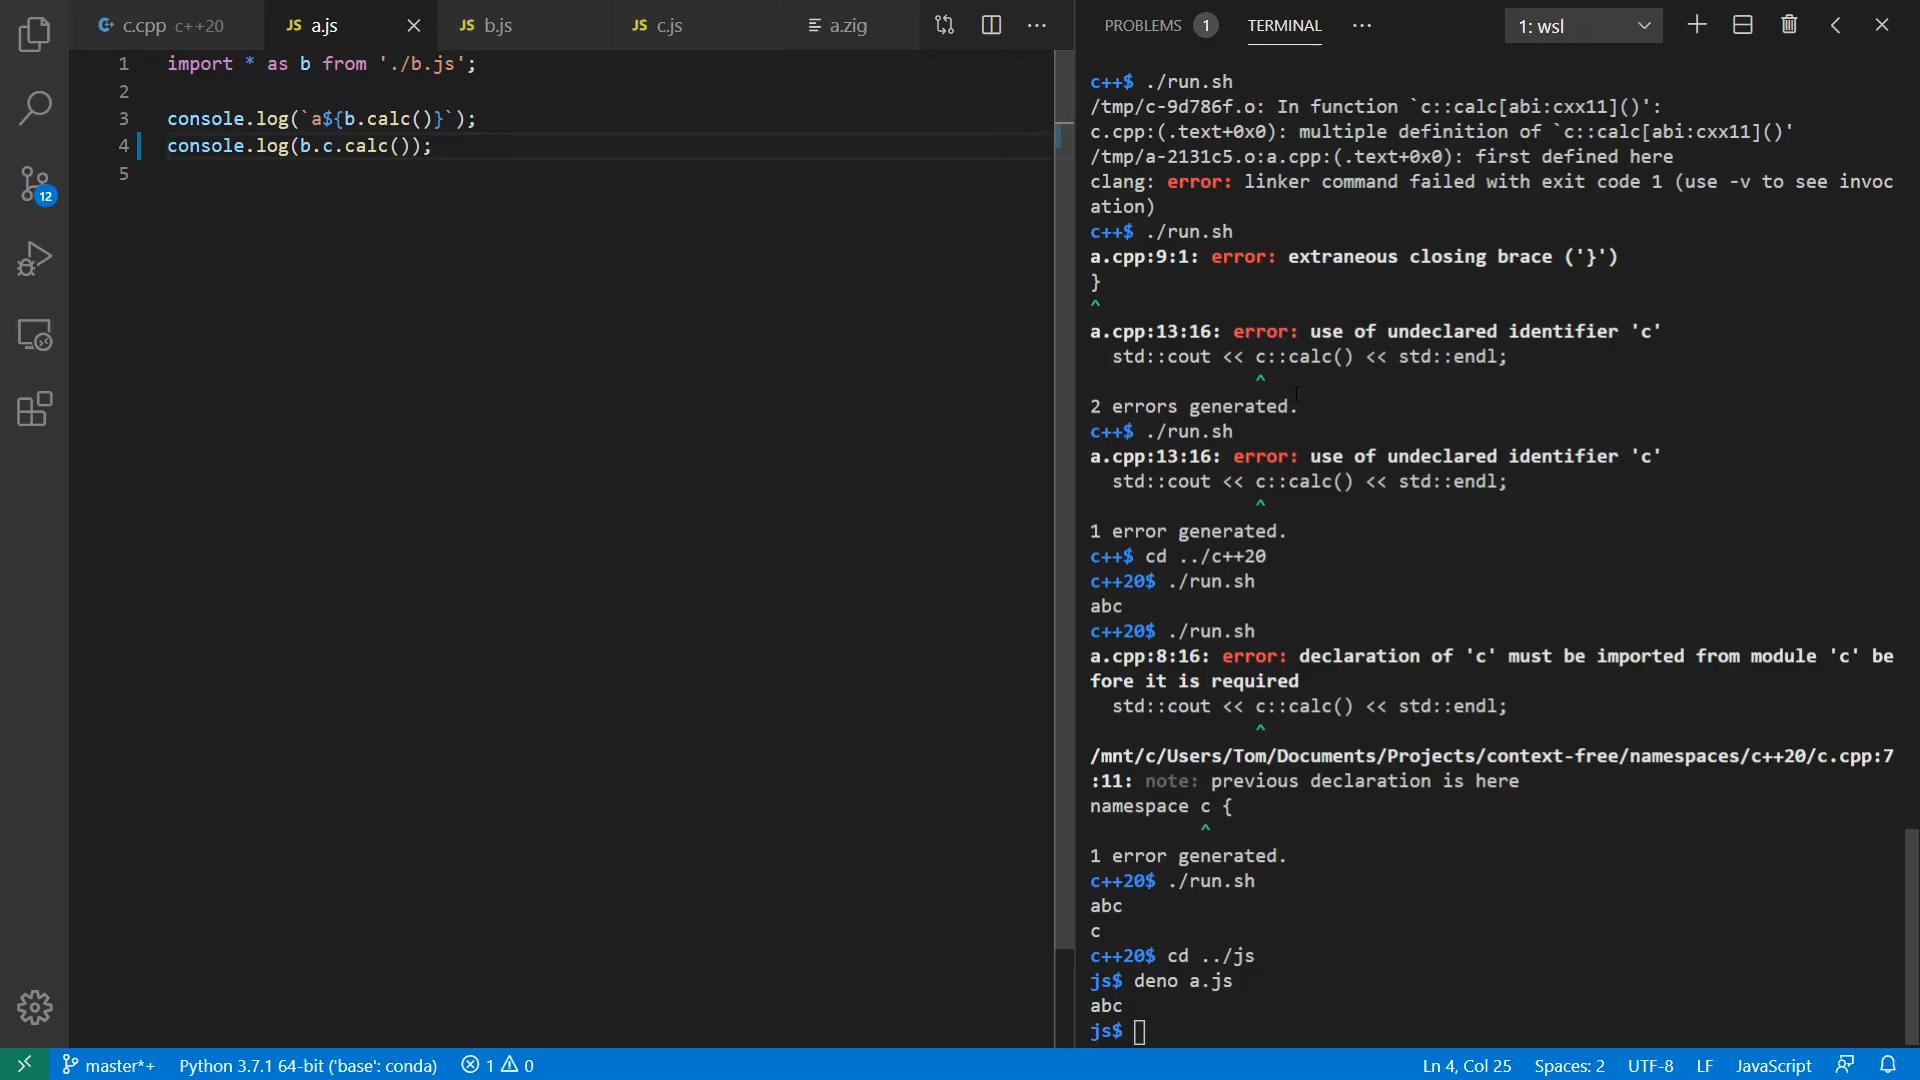 c.cpp c++20
JS a.js
JS b.js
JS c.js
a.zig
PROBLEMS 1
TERMINAL
1: wsl
1 import * as b from './b.js';
2
3 console.log(`a${b.calc()}`);
4 console.log(b.c.calc());
5
12
c++$ ./run.sh
/tmp/c-9d786f.o: In function `c::calc[abi:cxx11]()':
c.cpp:(.text+0x0): multiple definition of `c::calc[abi:cxx11]()'
/tmp/a-2131c5.o:a.cpp:(.text+0x0): first defined here
clang: error: linker command failed with exit code 1 (use -v to see invoc
ation)
c++$ ./run.sh
a.cpp:9:1: error: extraneous closing brace ('}')
}
^
a.cpp:13:16: error: use of undeclared identifier 'c'
  std::cout << c::calc() << std::endl;
               ^
2 errors generated.
c++$ ./run.sh
a.cpp:13:16: error: use of undeclared identifier 'c'
  std::cout << c::calc() << std::endl;
               ^
1 error generated.
c++$ cd ../c++20
c++20$ ./run.sh
abc
c++20$ ./run.sh
a.cpp:8:16: error: declaration of 'c' must be imported from module 'c' be
fore it is required
  std::cout << c::calc() << std::endl;
               ^
/mnt/c/Users/Tom/Documents/Projects/context-free/namespaces/c++20/c.cpp:7
:11: note: previous declaration is here
namespace c {
          ^
1 error generated.
c++20$ ./run.sh
abc
c
c++20$ cd ../js
js$ deno a.js
abc
js$
master*+
Python 3.7.1 64-bit ('base': conda)
1 0
Ln 4, Col 25
Spaces: 2
UTF-8
LF
JavaScript